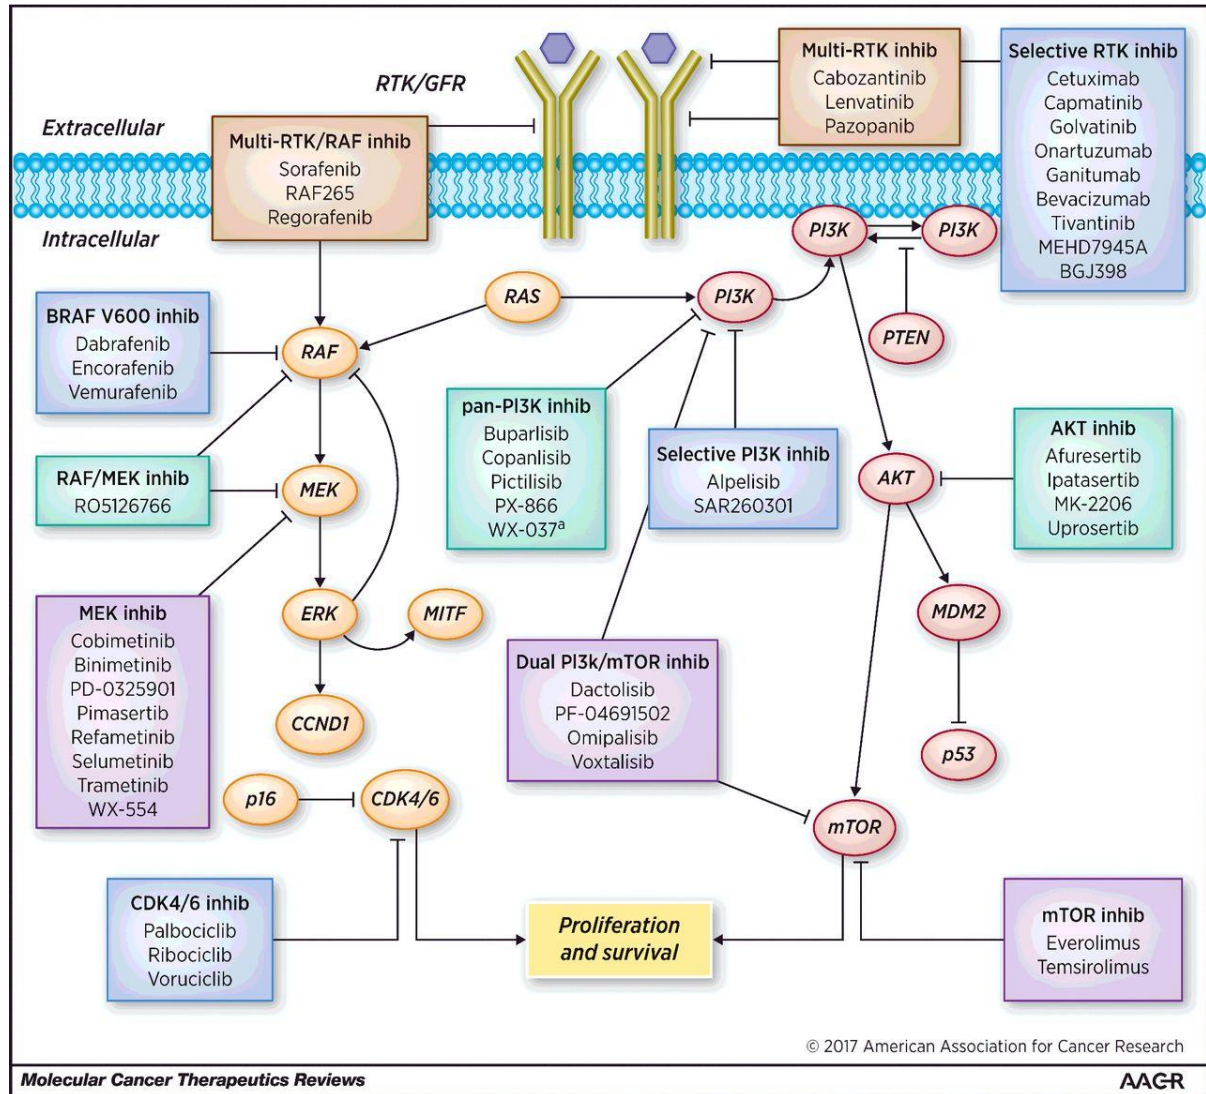 RTK/GFR
Extracellular
Intracellular
Multi-RTK/RAF inhib
Sorafenib
RAF265
Regorafenib
Multi-RTK inhib
Cabozantinib
Lenvatinib
Pazopanib
Selective RTK inhib
Cetuximab
Capmatinib
Golvatinib
Onartuzumab
Ganitumab
Bevacizumab
Tivantinib
MEHD7945A
BGJ398
PI3K
PI3K
RAS
PI3K
PTEN
BRAF V600 inhib
Dabrafenib
Encorafenib
Vemurafenib
RAF
pan-PI3K inhib
Buparlisib
Copanlisib
Pictilisib
PX-866
WX-037ᵃ
Selective PI3K inhib
Alpelisib
SAR260301
AKT
AKT inhib
Afuresertib
Ipatasertib
MK-2206
Uprosertib
RAF/MEK inhib
RO5126766
MEK
MEK inhib
Cobimetinib
Binimetinib
PD-0325901
Pimasertib
Refametinib
Selumetinib
Trametinib
WX-554
ERK
MITF
MDM2
Dual PI3k/mTOR inhib
Dactolisib
PF-04691502
Omipalisib
Voxtalisib
CCND1
p53
p16
CDK4/6
mTOR
CDK4/6 inhib
Palbociclib
Ribociclib
Voruciclib
Proliferation
and survival
mTOR inhib
Everolimus
Temsirolimus
© 2017 American Association for Cancer Research
Molecular Cancer Therapeutics Reviews
AACR